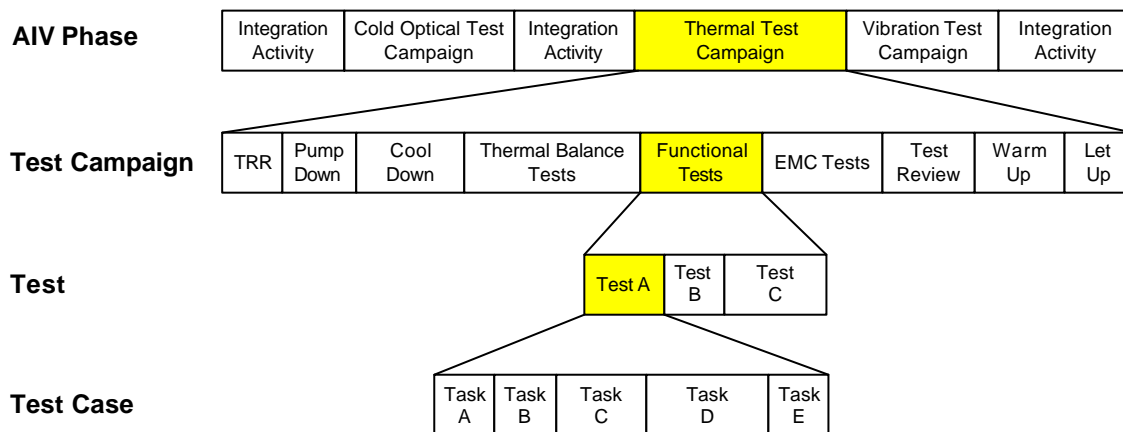 AIV Phase
Integration Activity
Cold Optical Test Campaign
Integration Activity
Thermal Test Campaign
Vibration Test Campaign
Integration Activity
Test Campaign
TRR
Pump Down
Cool Down
Thermal Balance Tests
Functional Tests
EMC Tests
Test Review
Warm Up
Let Up
Test
Test A
Test B
Test C
Test Case
Task A
Task B
Task C
Task D
Task E